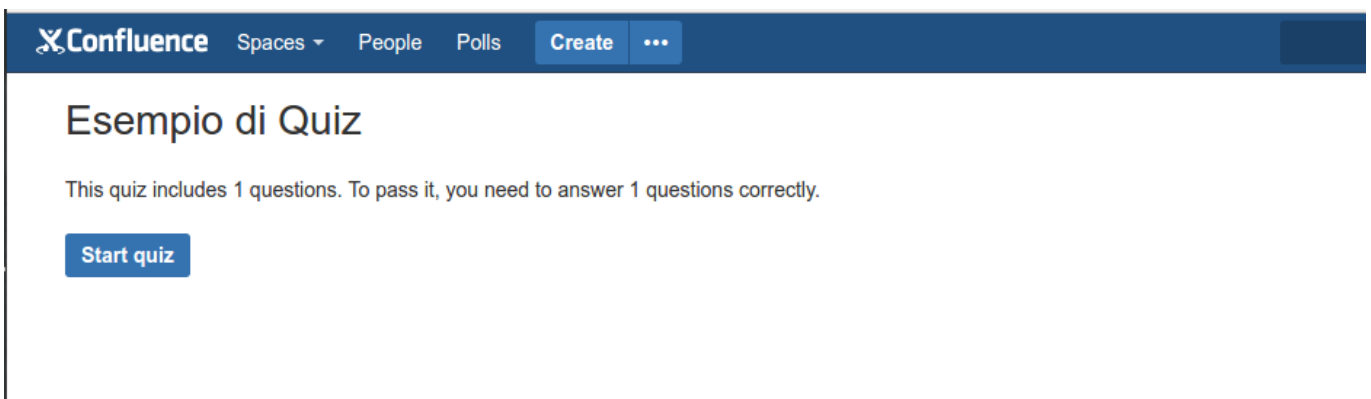 Confluence Spaces People Polls Create •••
Esempio di Quiz
This quiz includes 1 questions. To pass it, you need to answer 1 questions correctly.
Start quiz